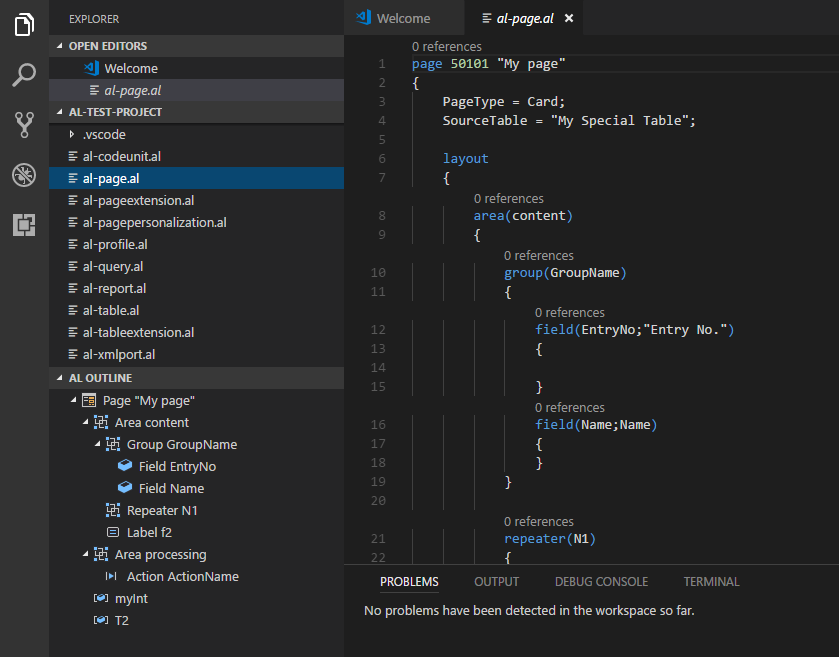 EXPLORER
OPEN EDITORS
Welcome
al-page.al
AL-TEST-PROJECT
.vscode
al-codeunit.al
al-page.al
al-pageextension.al
al-pagepersonalization.al
al-profile.al
al-query.al
al-report.al
al-table.al
al-tableextension.al
al-xmlport.al
AL OUTLINE
Page "My page"
Area content
Group GroupName
Field EntryNo
Field Name
Repeater N1
Label f2
Area processing
Action ActionName
myInt
T2
Welcome al-page.al
0 references
1 page 50101 "My page"
2 {
3 PageType = Card;
4 SourceTable = "My Special Table";
5
6 layout
7 {
0 references
8 area(content)
9 {
0 references
10 group(GroupName)
11 {
0 references
12 field(EntryNo;"Entry No.")
13 {
14
15 }
0 references
16 field(Name;Name)
17 {
18 }
19 }
20
0 references
21 repeater(N1)
22 {
PROBLEMS OUTPUT DEBUG CONSOLE TERMINAL
No problems have been detected in the workspace so far.